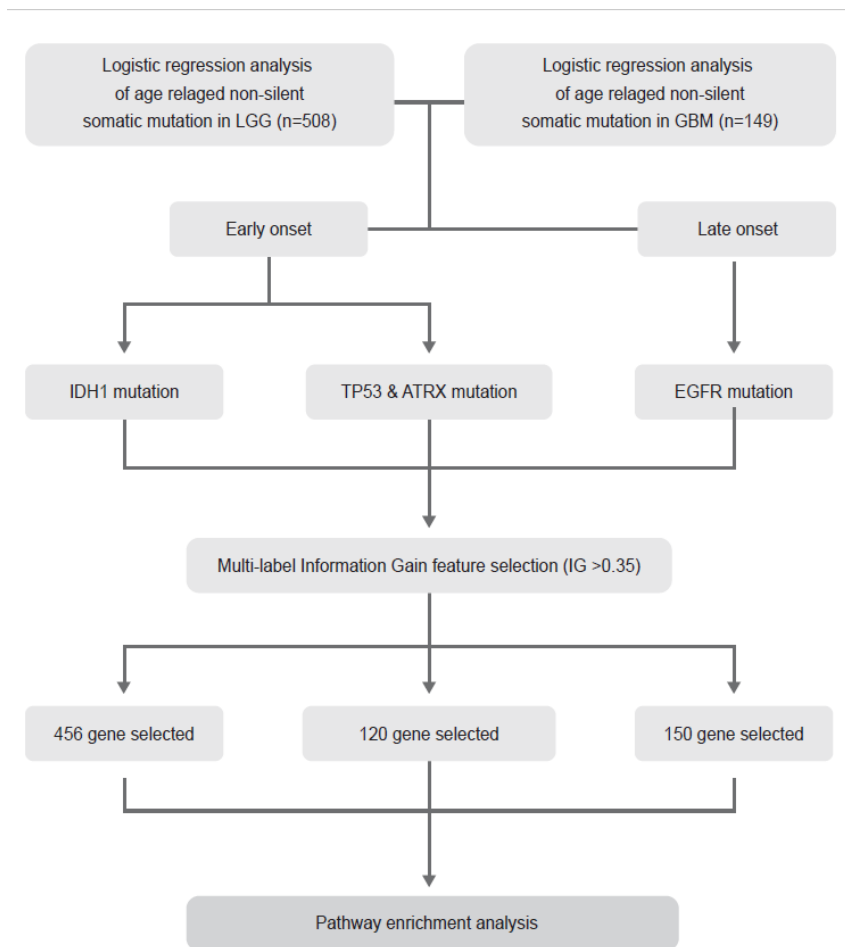 Logistic regression analysis
of age relaged non-silent
somatic mutation in LGG (n=508)
Logistic regression analysis
of age relaged non-silent
somatic mutation in GBM (n=149)
Early onset
Late onset
IDH1 mutation
TP53 & ATRX mutation
EGFR mutation
Multi-label Information Gain feature selection (IG >0.35)
456 gene selected
120 gene selected
150 gene selected
Pathway enrichment analysis